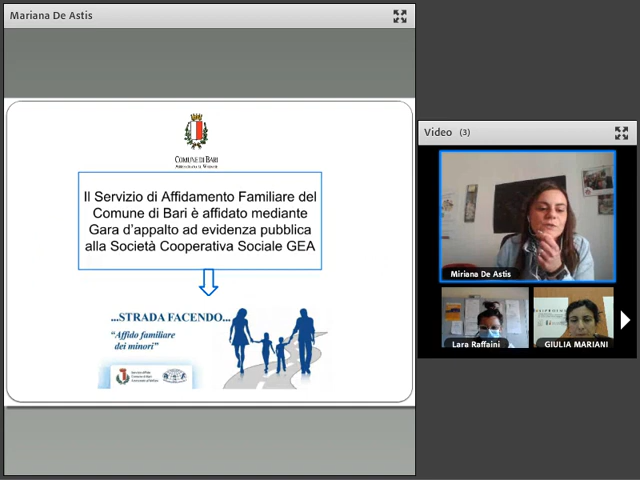 Mariana De Astis
COMUNE DI BARI
Il Servizio di Affidamento Familiare del
Comune di Bari è affidato mediante
Gara d'appalto ad evidenza pubblica
alla Società Cooperativa Sociale GEA
...STRADA FACENDO...
"Affido familiare
dei minori"
Video (3)
Miriana De Astis
Lara Raffaini
GIULIA MARIANI